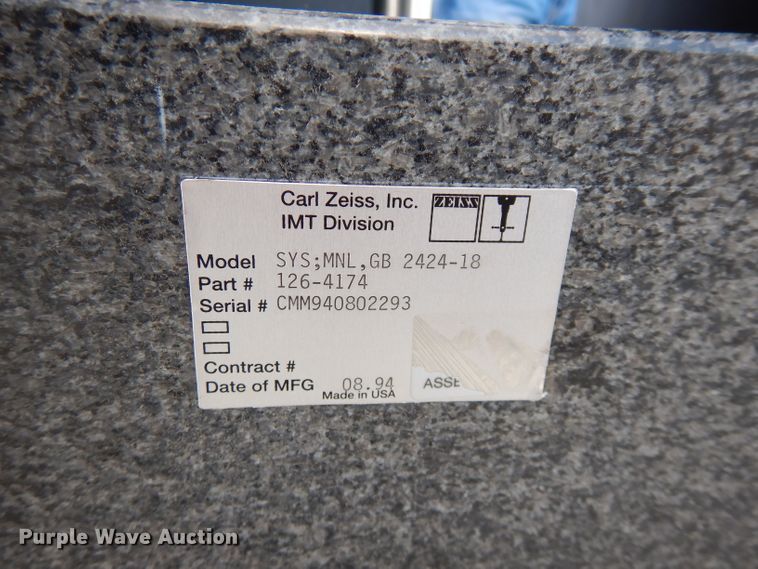 Carl Zeiss, Inc.
IMT Division
ZEISS
Model SYS;MNL,GB 2424-18
Part # 126-4174
Serial # CMM940802293
Contract #
Date of MFG 08.94
Made in USA
ASSE
Purple Wave Auction